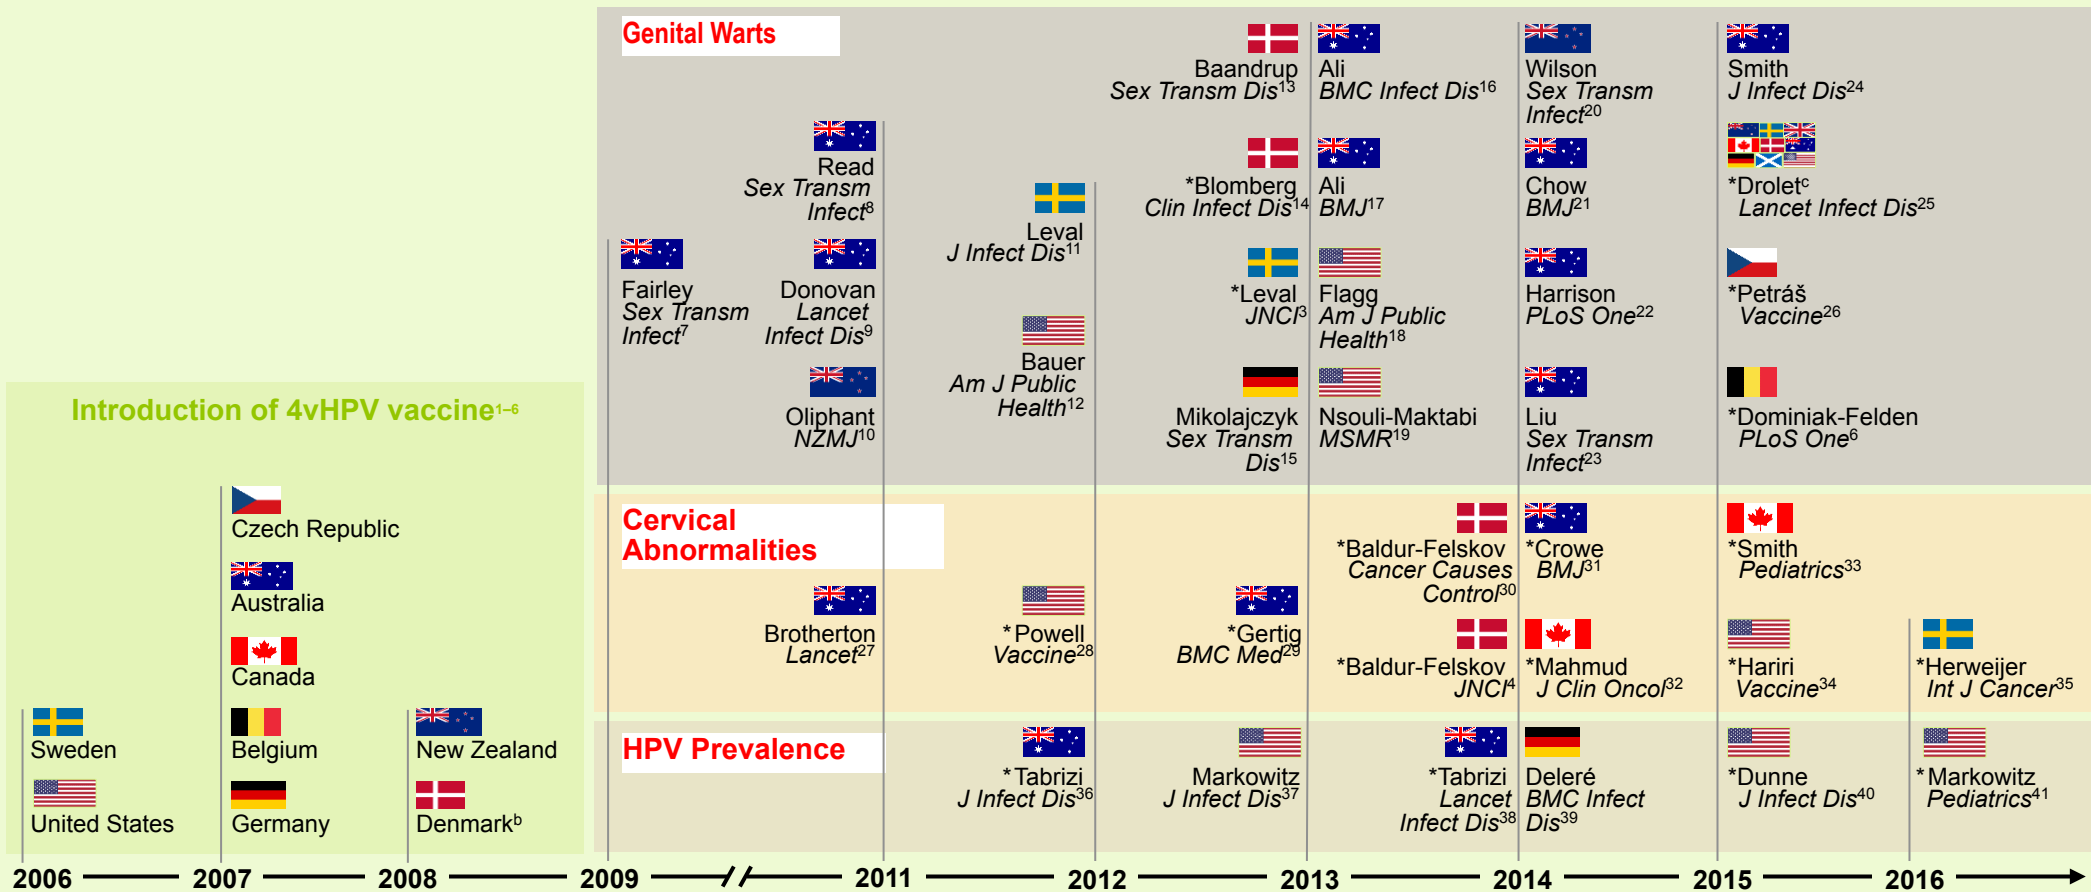 Genital Warts
Baandrup
Sex Transm Dis¹³
Ali
BMC Infect Dis¹⁶
Wilson
Sex Transm
Infect²⁰
Smith
J Infect Dis²⁴
Read
Sex Transm
Infect⁸
Leval
J Infect Dis¹¹
*Blomberg
Clin Infect Dis¹⁴
Ali
BMJ¹⁷
Chow
BMJ²¹
*Droletᶜ
Lancet Infect Dis²⁵
Fairley
Sex Transm
Infect⁷
Donovan
Lancet
Infect Dis⁹
Bauer
Am J Public
Health¹²
*Leval
JNCI³
Flagg
Am J Public
Health¹⁸
Harrison
PLoS One²²
*Petráš
Vaccine²⁶
Oliphant
NZMJ¹⁰
Mikolajczyk
Sex Transm
Dis¹⁵
Nsouli-Maktabi
MSMR¹⁹
Liu
Sex Transm
Infect²³
*Dominiak-Felden
PLoS One⁶
Introduction of 4vHPV vaccine¹⁻⁶
Czech Republic
Australia
Canada
Sweden
Belgium
New Zealand
United States
Germany
Denmarkᵇ
Cervical
Abnormalities
*Baldur-Felskov
Cancer Causes
Control³⁰
*Crowe
BMJ³¹
*Smith
Pediatrics³³
Brotherton
Lancet²⁷
*Powell
Vaccine²⁸
*Gertig
BMC Med²⁹
*Baldur-Felskov
JNCI⁴
*Mahmud
J Clin Oncol³²
*Hariri
Vaccine³⁴
*Herweijer
Int J Cancer³⁵
HPV Prevalence
*Tabrizi
J Infect Dis³⁶
Markowitz
J Infect Dis³⁷
*Tabrizi
Lancet
Infect Dis³⁸
Deleré
BMC Infect
Dis³⁹
*Dunne
J Infect Dis⁴⁰
*Markowitz
Pediatrics⁴¹
2006 2007 2008 2009 2011 2012 2013 2014 2015 2016